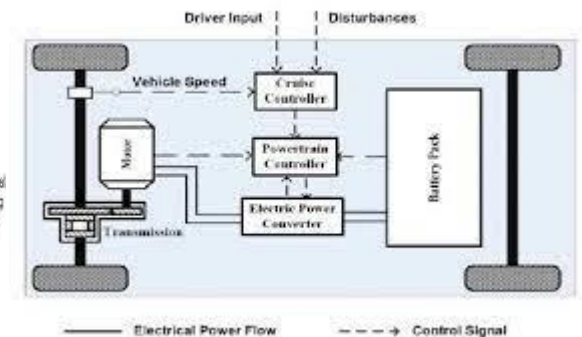 Driver Input
Disturbances
Vehicle Speed
Cruise
Controller
Motor
Powertrain
Controller
Battery Pack
Electric Power
Converter
Transmission
Electrical Power Flow
Control Signal